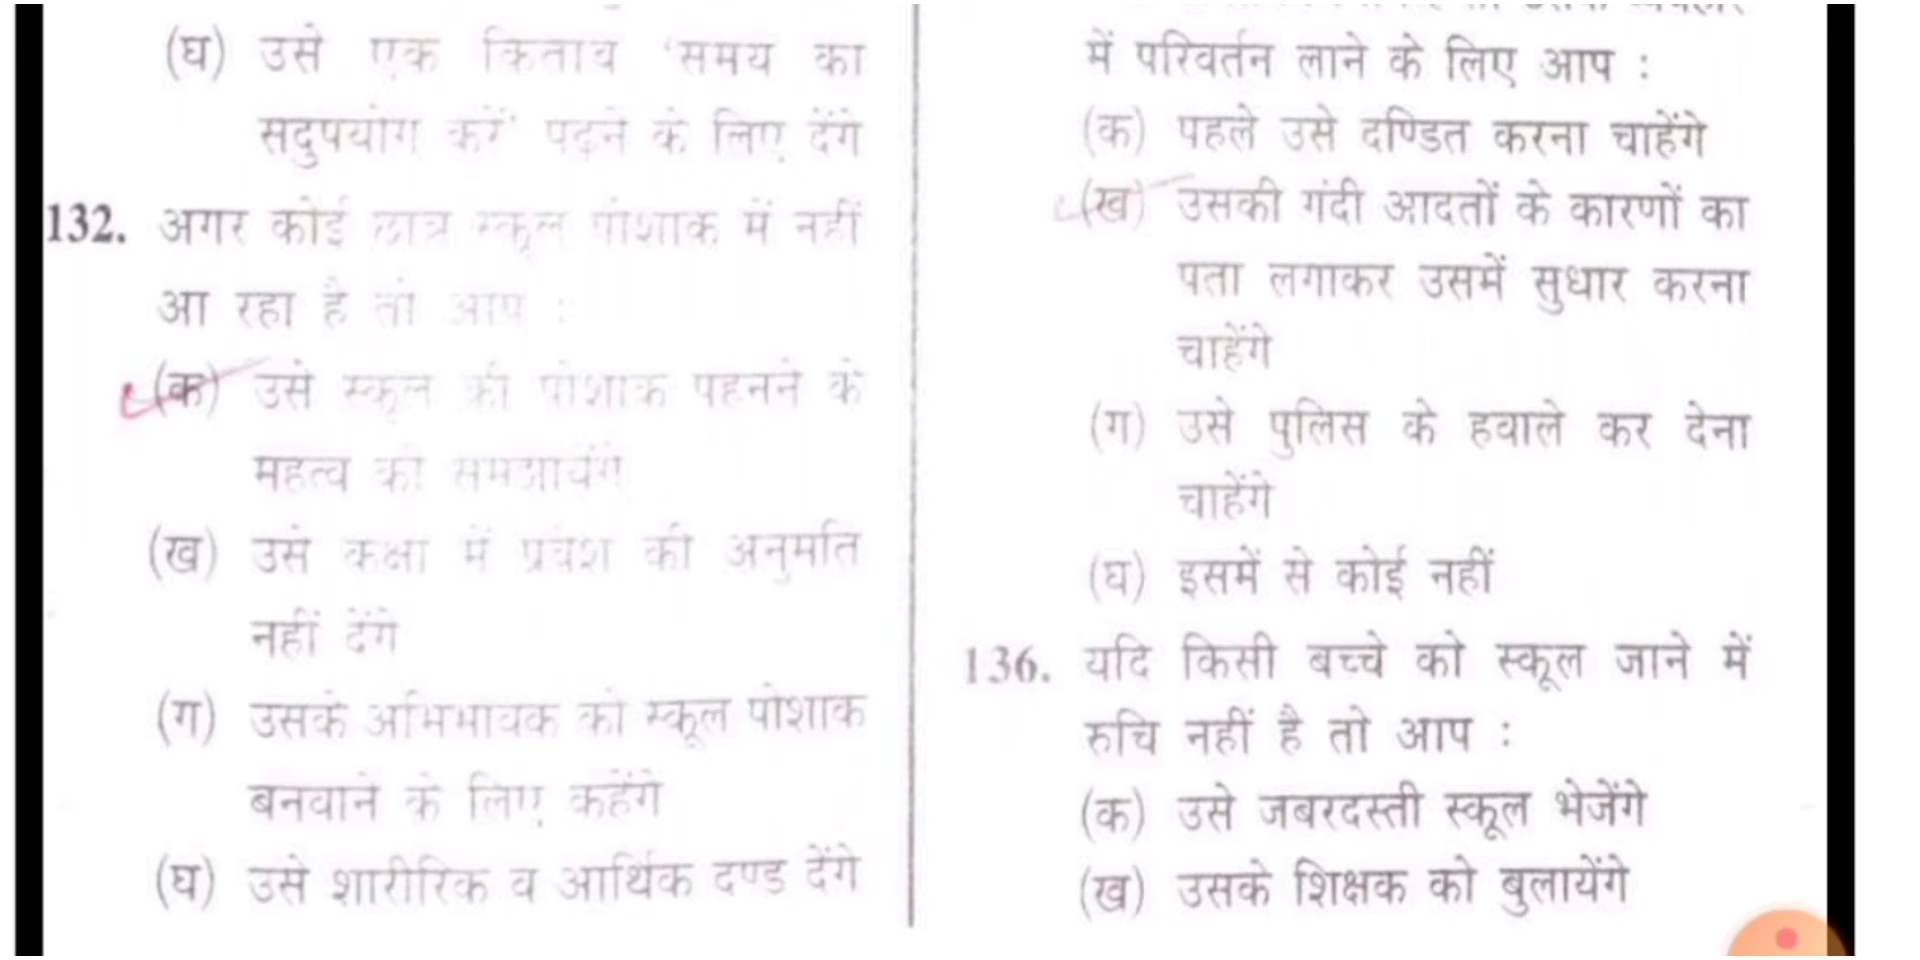 (घ) उसे एक किताब 'समय का
सदुपयोग करें' पढ़ने के लिए देंगे
132. अगर कोई छात्र स्कूल पोशाक में नहीं
आ रहा है तो आप :
(क) उसे स्कूल की पोशाक पहनने के
महत्व को समझायेंगे
(ख) उसे कक्षा में प्रवेश की अनुमति
नहीं देंगे
(ग) उसके अभिभावक को स्कूल पोशाक
बनवाने के लिए कहेंगे
(घ) उसे शारीरिक व आर्थिक दण्ड देंगे
में परिवर्तन लाने के लिए आप :
(क) पहले उसे दण्डित करना चाहेंगे
(ख) उसकी गंदी आदतों के कारणों का
पता लगाकर उसमें सुधार करना
चाहेंगे
(ग) उसे पुलिस के हवाले कर देना
चाहेंगे
(घ) इसमें से कोई नहीं
136. यदि किसी बच्चे को स्कूल जाने में
रुचि नहीं है तो आप :
(क) उसे जबरदस्ती स्कूल भेजेंगे
(ख) उसके शिक्षक को बुलायेंगे